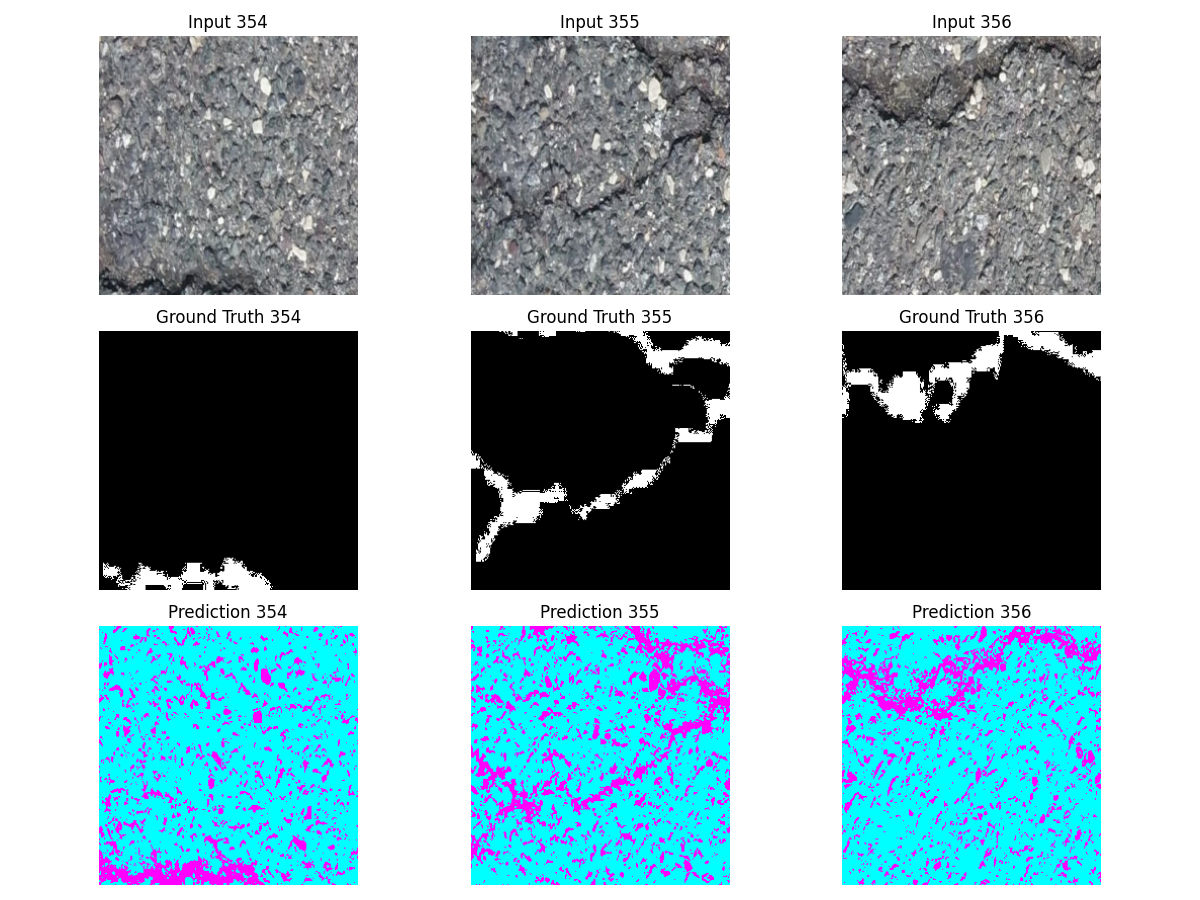 Input 354
Input 355
Input 356
Ground Truth 354
Ground Truth 355
Ground Truth 356
Prediction 354
Prediction 355
Prediction 356